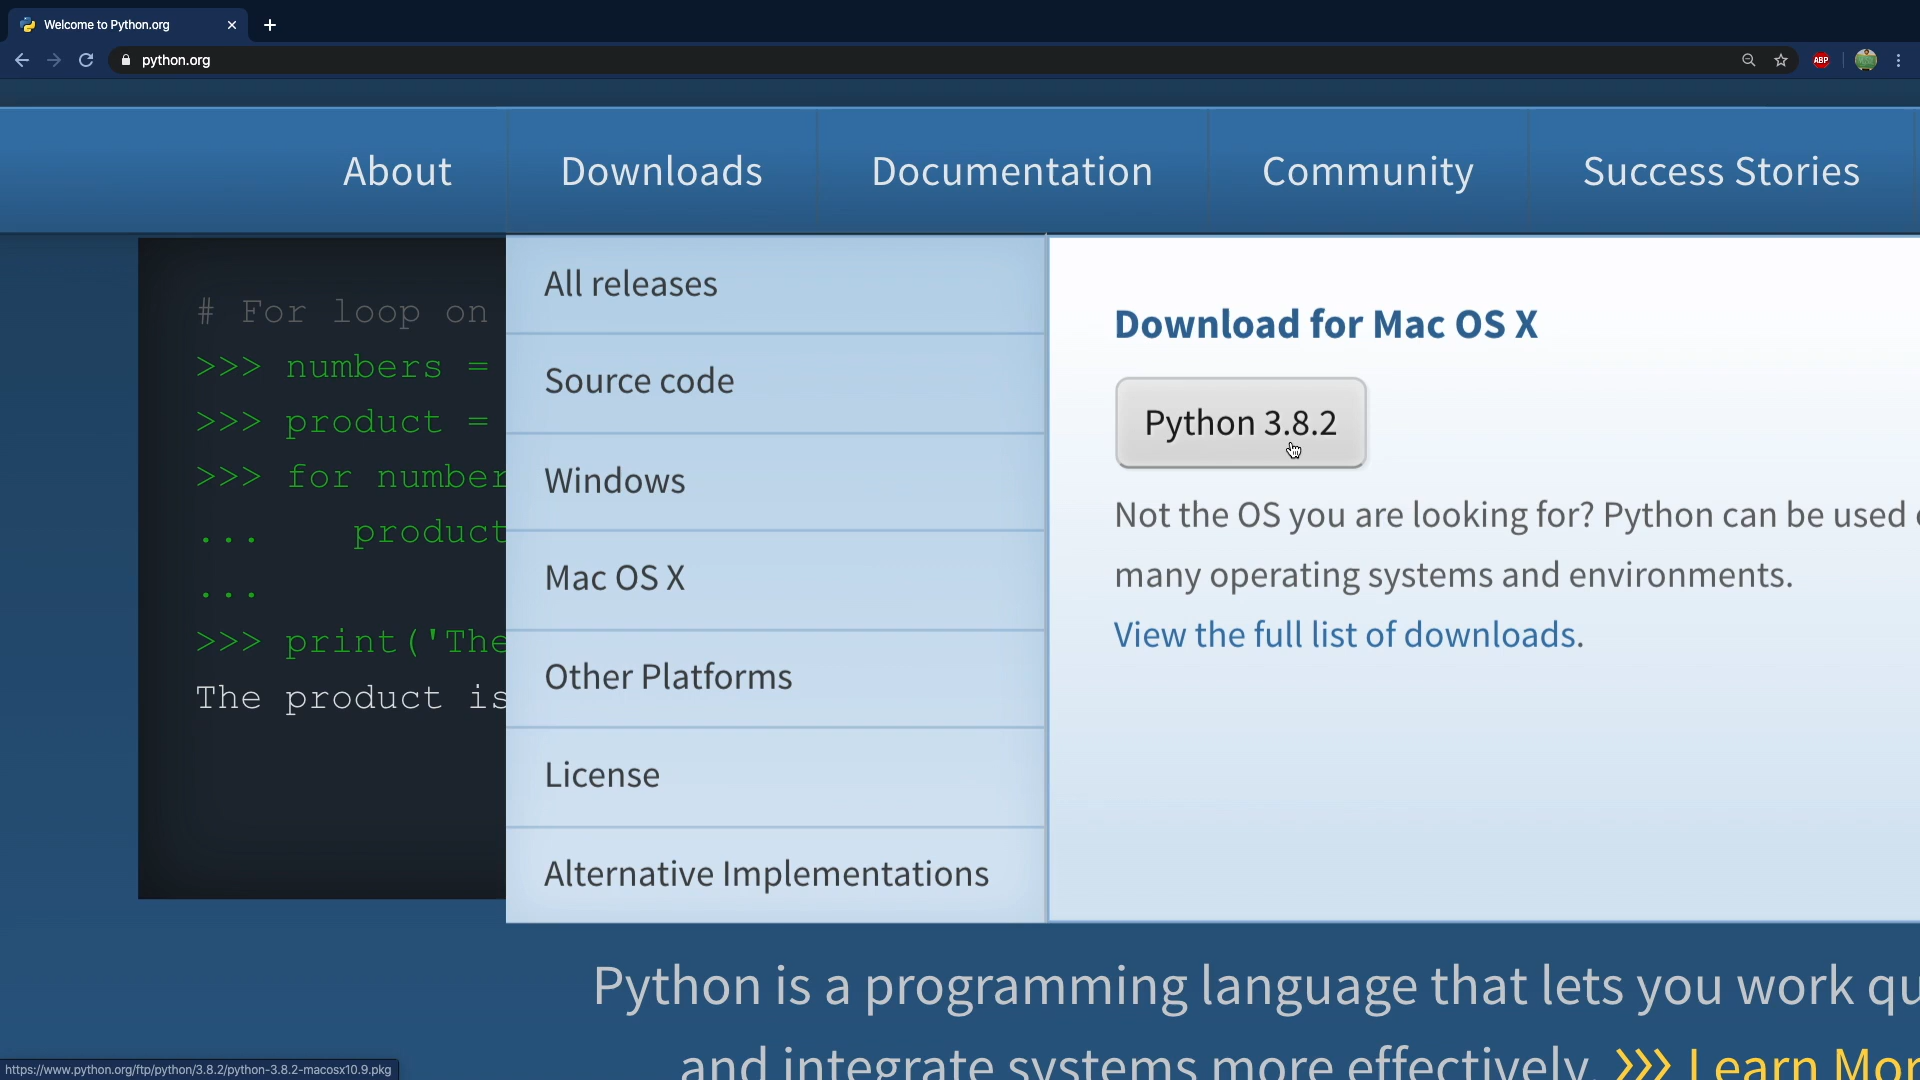 Welcome to Python.org
python.org
ABP
About
Downloads
Documentation
Community
Success Stories
# For loop on
>>> numbers =
>>> product =
>>> for number
... product
...
>>> print('The
The product is
All releases
Source code
Windows
Mac OS X
Other Platforms
License
Alternative Implementations
Download for Mac OS X
Python 3.8.2
Not the OS you are looking for? Python can be used
many operating systems and environments.
View the full list of downloads.
Python is a programming language that lets you work qu
and integrate systems more effectively. >>> Learn Mor
https://www.python.org/ftp/python/3.8.2/python-3.8.2-macosx10.9.pkg